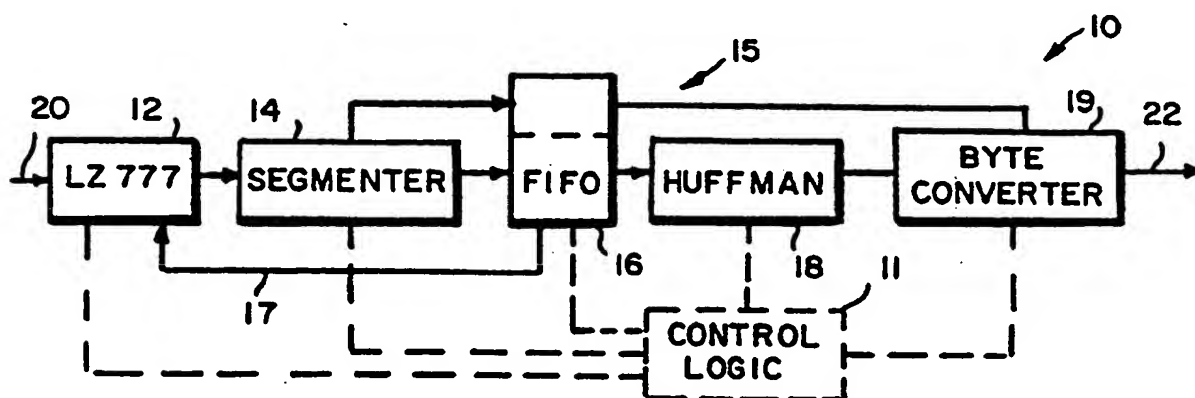 10
15
12
14
19
20
22
LZ 777
SEGMENTER
FIFO
HUFFMAN
BYTE
CONVERTER
17
16
18
11
CONTROL
LOGIC